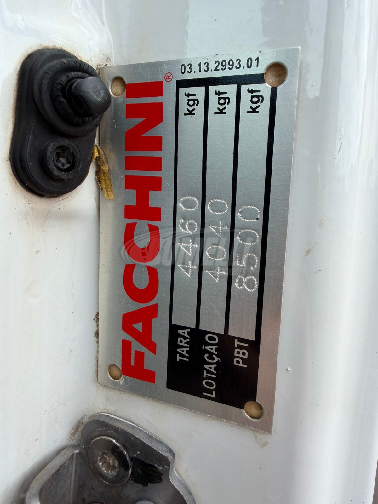 03.13.2993.01
FACCHINI®
TARA 4460 kgf
LOTAÇÃO 4040 kgf
PBT 8500 kgf